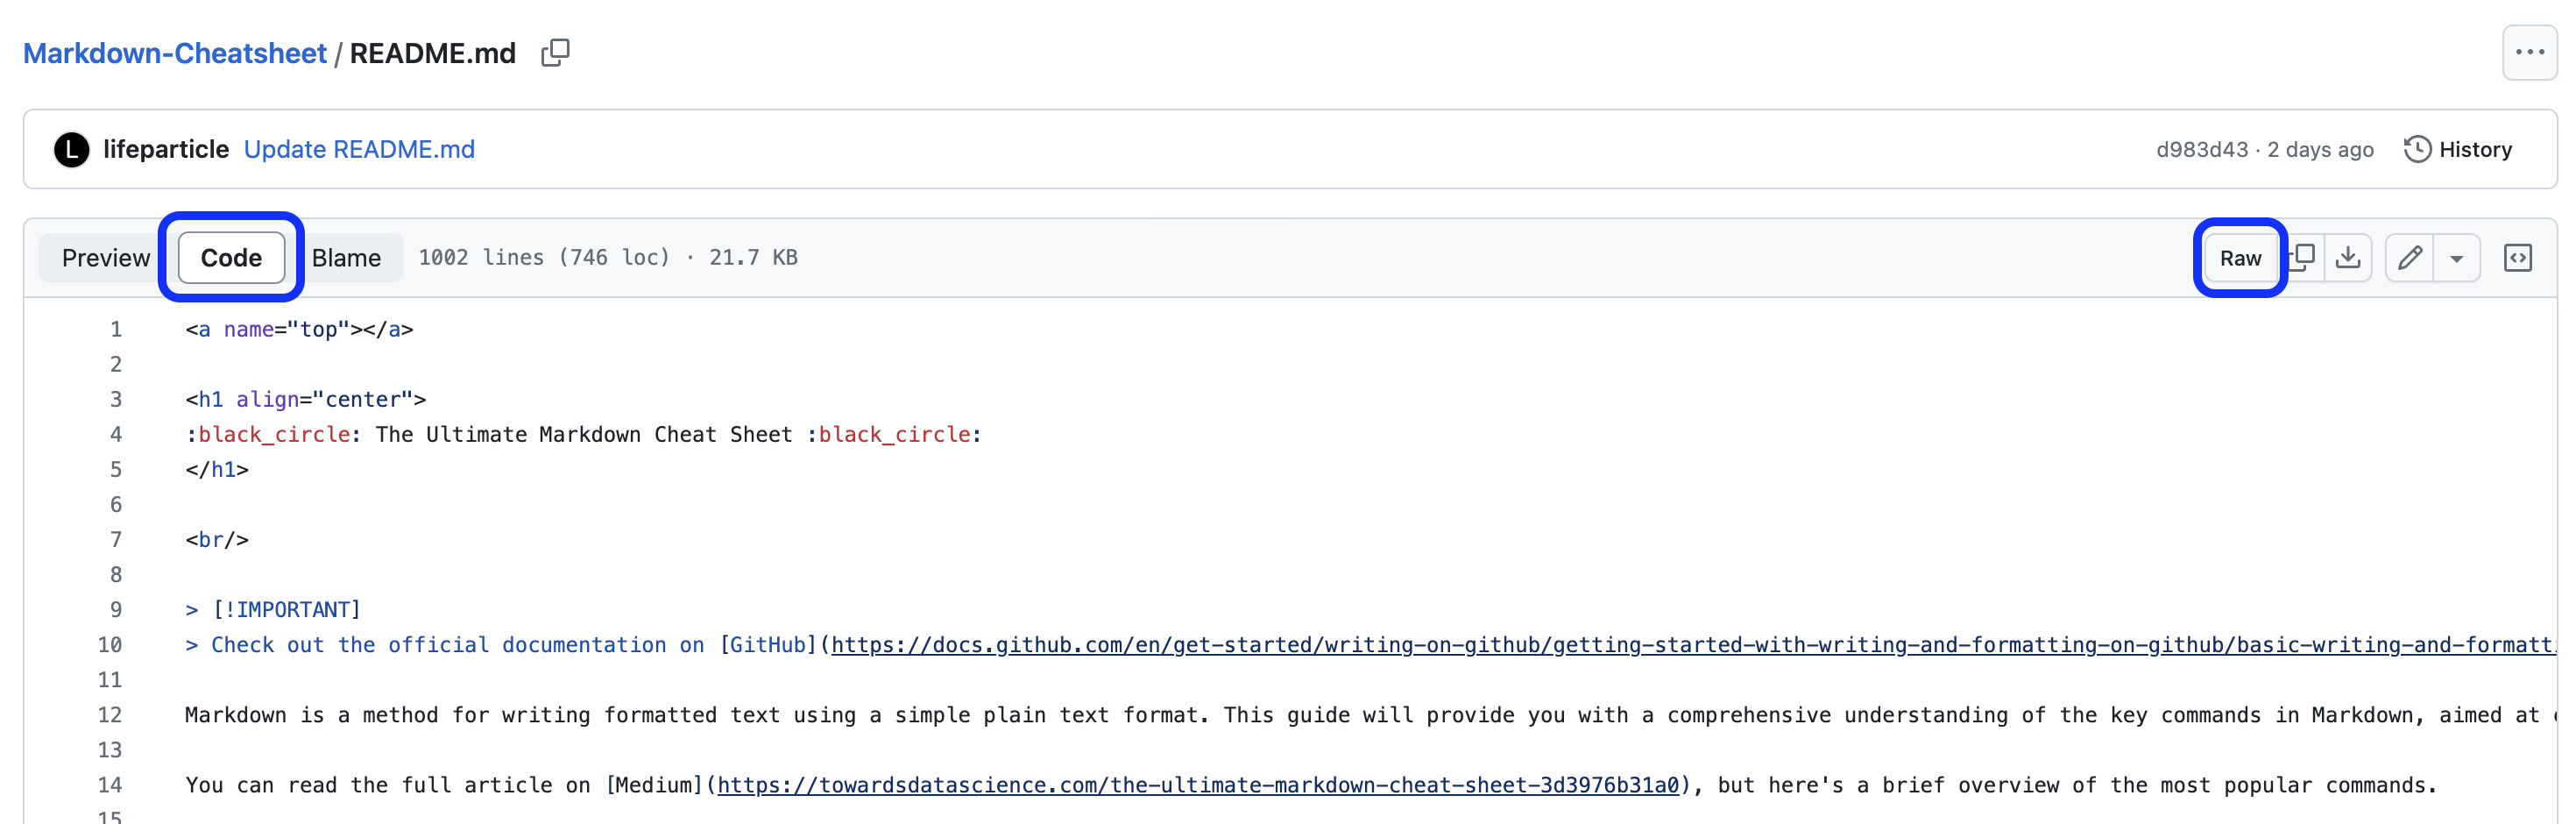 Markdown-Cheatsheet / README.md
L lifeparticle Update README.md d983d43 · 2 days ago History
Preview Code Blame 1002 lines (746 loc) · 21.7 KB Raw
1 <a name="top"></a>
2
3 <h1 align="center">
4 :black_circle: The Ultimate Markdown Cheat Sheet :black_circle:
5 </h1>
6
7 <br/>
8
9 > [!IMPORTANT]
10 > Check out the official documentation on [GitHub](https://docs.github.com/en/get-started/writing-on-github/getting-started-with-writing-and-formatting-on-github/basic-writing-and-formatt
11
12 Markdown is a method for writing formatted text using a simple plain text format. This guide will provide you with a comprehensive understanding of the key commands in Markdown, aimed at
13
14 You can read the full article on [Medium](https://towardsdatascience.com/the-ultimate-markdown-cheat-sheet-3d3976b31a0), but here's a brief overview of the most popular commands.
15